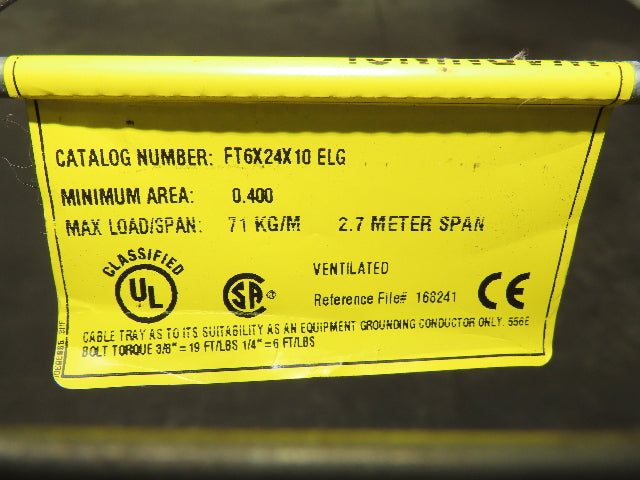 WARNING!
CATALOG NUMBER: FT6X24X10 ELG
MINIMUM AREA: 0.400
MAX LOAD/SPAN: 71 KG/M 2.7 METER SPAN
CLASSIFIED
UL
SA ®
VENTILATED
Reference File# 168241
CE
CABLE TRAY AS TO ITS SUITABILITY AS AN EQUIPMENT GROUNDING CONDUCTOR ONLY. 556E
BOLT TORQUE 3/8" = 19 FT/LBS 1/4" = 6 FT/LBS